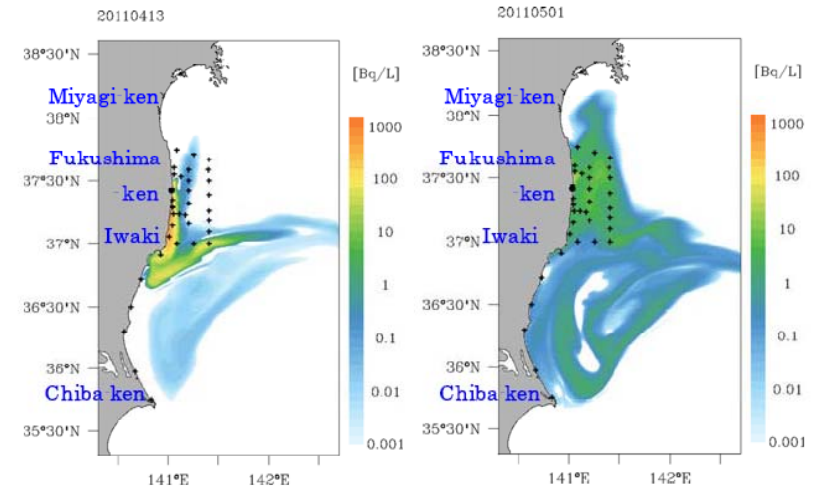 20110413
38°30'N
[Bq/L]
Miyagi ken
38°N
1000
Fukushima
100
37°30'N
ken
10
Iwaki
37°N
1
36°30'N
0.1
36°N
0.01
Chiba ken
35°30'N
0.001
141°E
142°E
20110501
38°30'N
[Bq/L]
Miyagi ken
38°N
1000
Fukushima
100
37°30'N
ken
10
Iwaki
37°N
1
36°30'N
0.1
36°N
0.01
Chiba ken
35°30'N
0.001
141°E
142°E